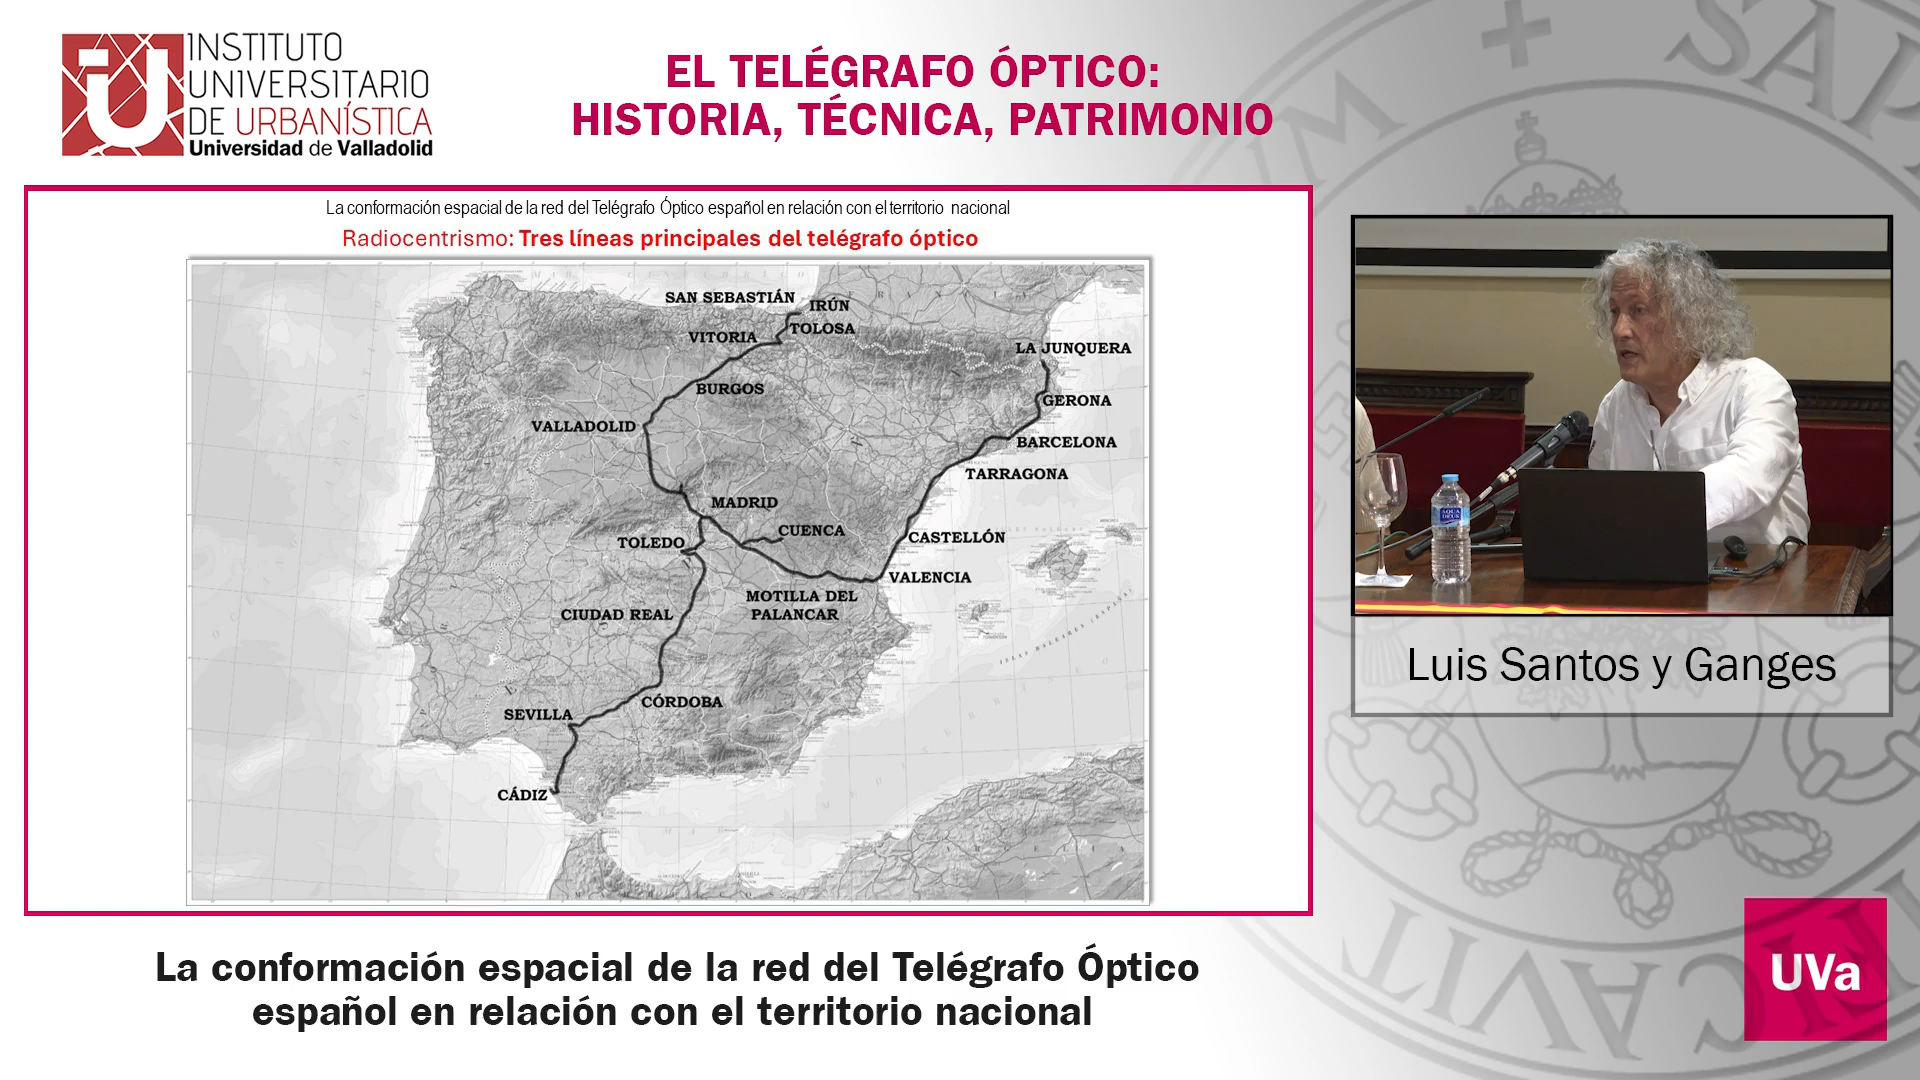 INSTITUTO
UNIVERSITARIO
DE URBANÍSTICA
Universidad de Valladolid
EL TELÉGRAFO ÓPTICO:
HISTORIA, TÉCNICA, PATRIMONIO
La conformación espacial de la red del Telégrafo Óptico español en relación con el territorio nacional
Radiocentrismo: Tres líneas principales del telégrafo óptico
SAN SEBASTIÁN
IRÚN
TOLOSA
VITORIA
LA JUNQUERA
BURGOS
GERONA
VALLADOLID
BARCELONA
TARRAGONA
MADRID
CUENCA
CASTELLÓN
TOLEDO
VALENCIA
MOTILLA DEL
PALANCAR
CIUDAD REAL
CÓRDOBA
SEVILLA
CÁDIZ
Luis Santos y Ganges
La conformación espacial de la red del Telégrafo Óptico
español en relación con el territorio nacional
UVa